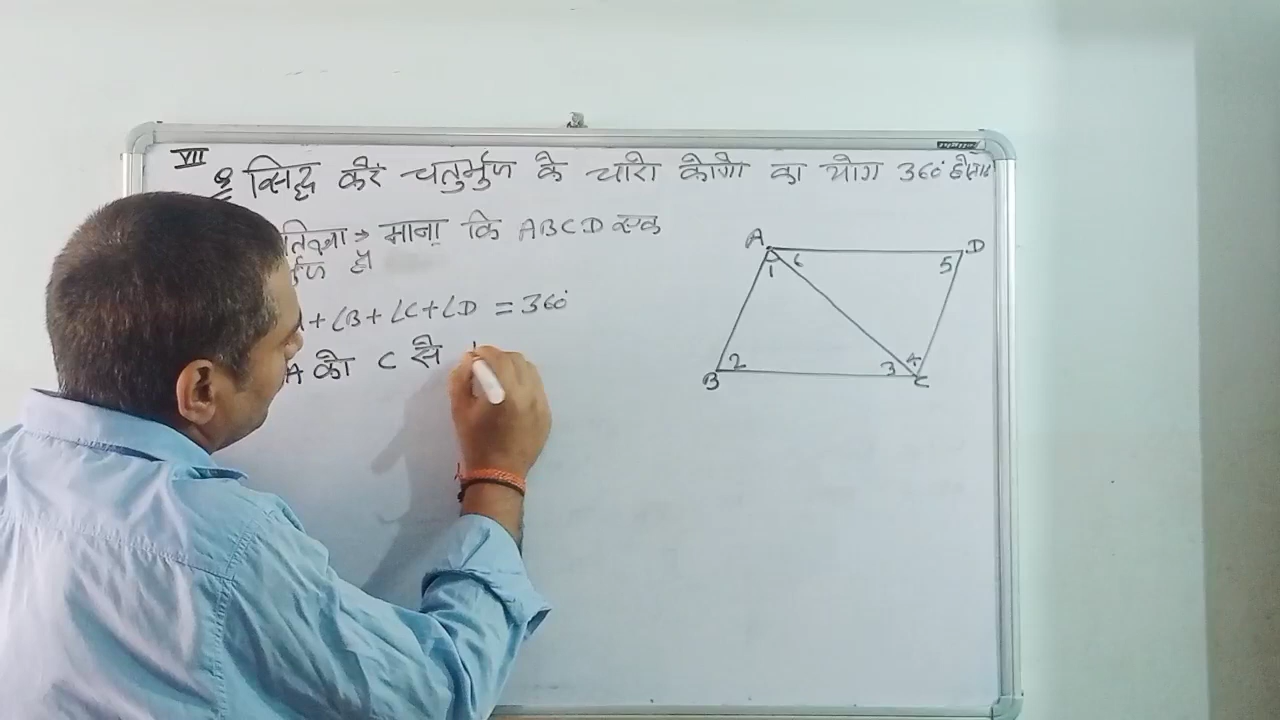 VII
सिद्ध करें चतुर्भुज के चारो कोणो का योग 360° होता
माना कि ABCD एक
है
+ ∠B + ∠C + ∠D = 360°
A को C से
A
D
1
6
5
B
2
3
4
C